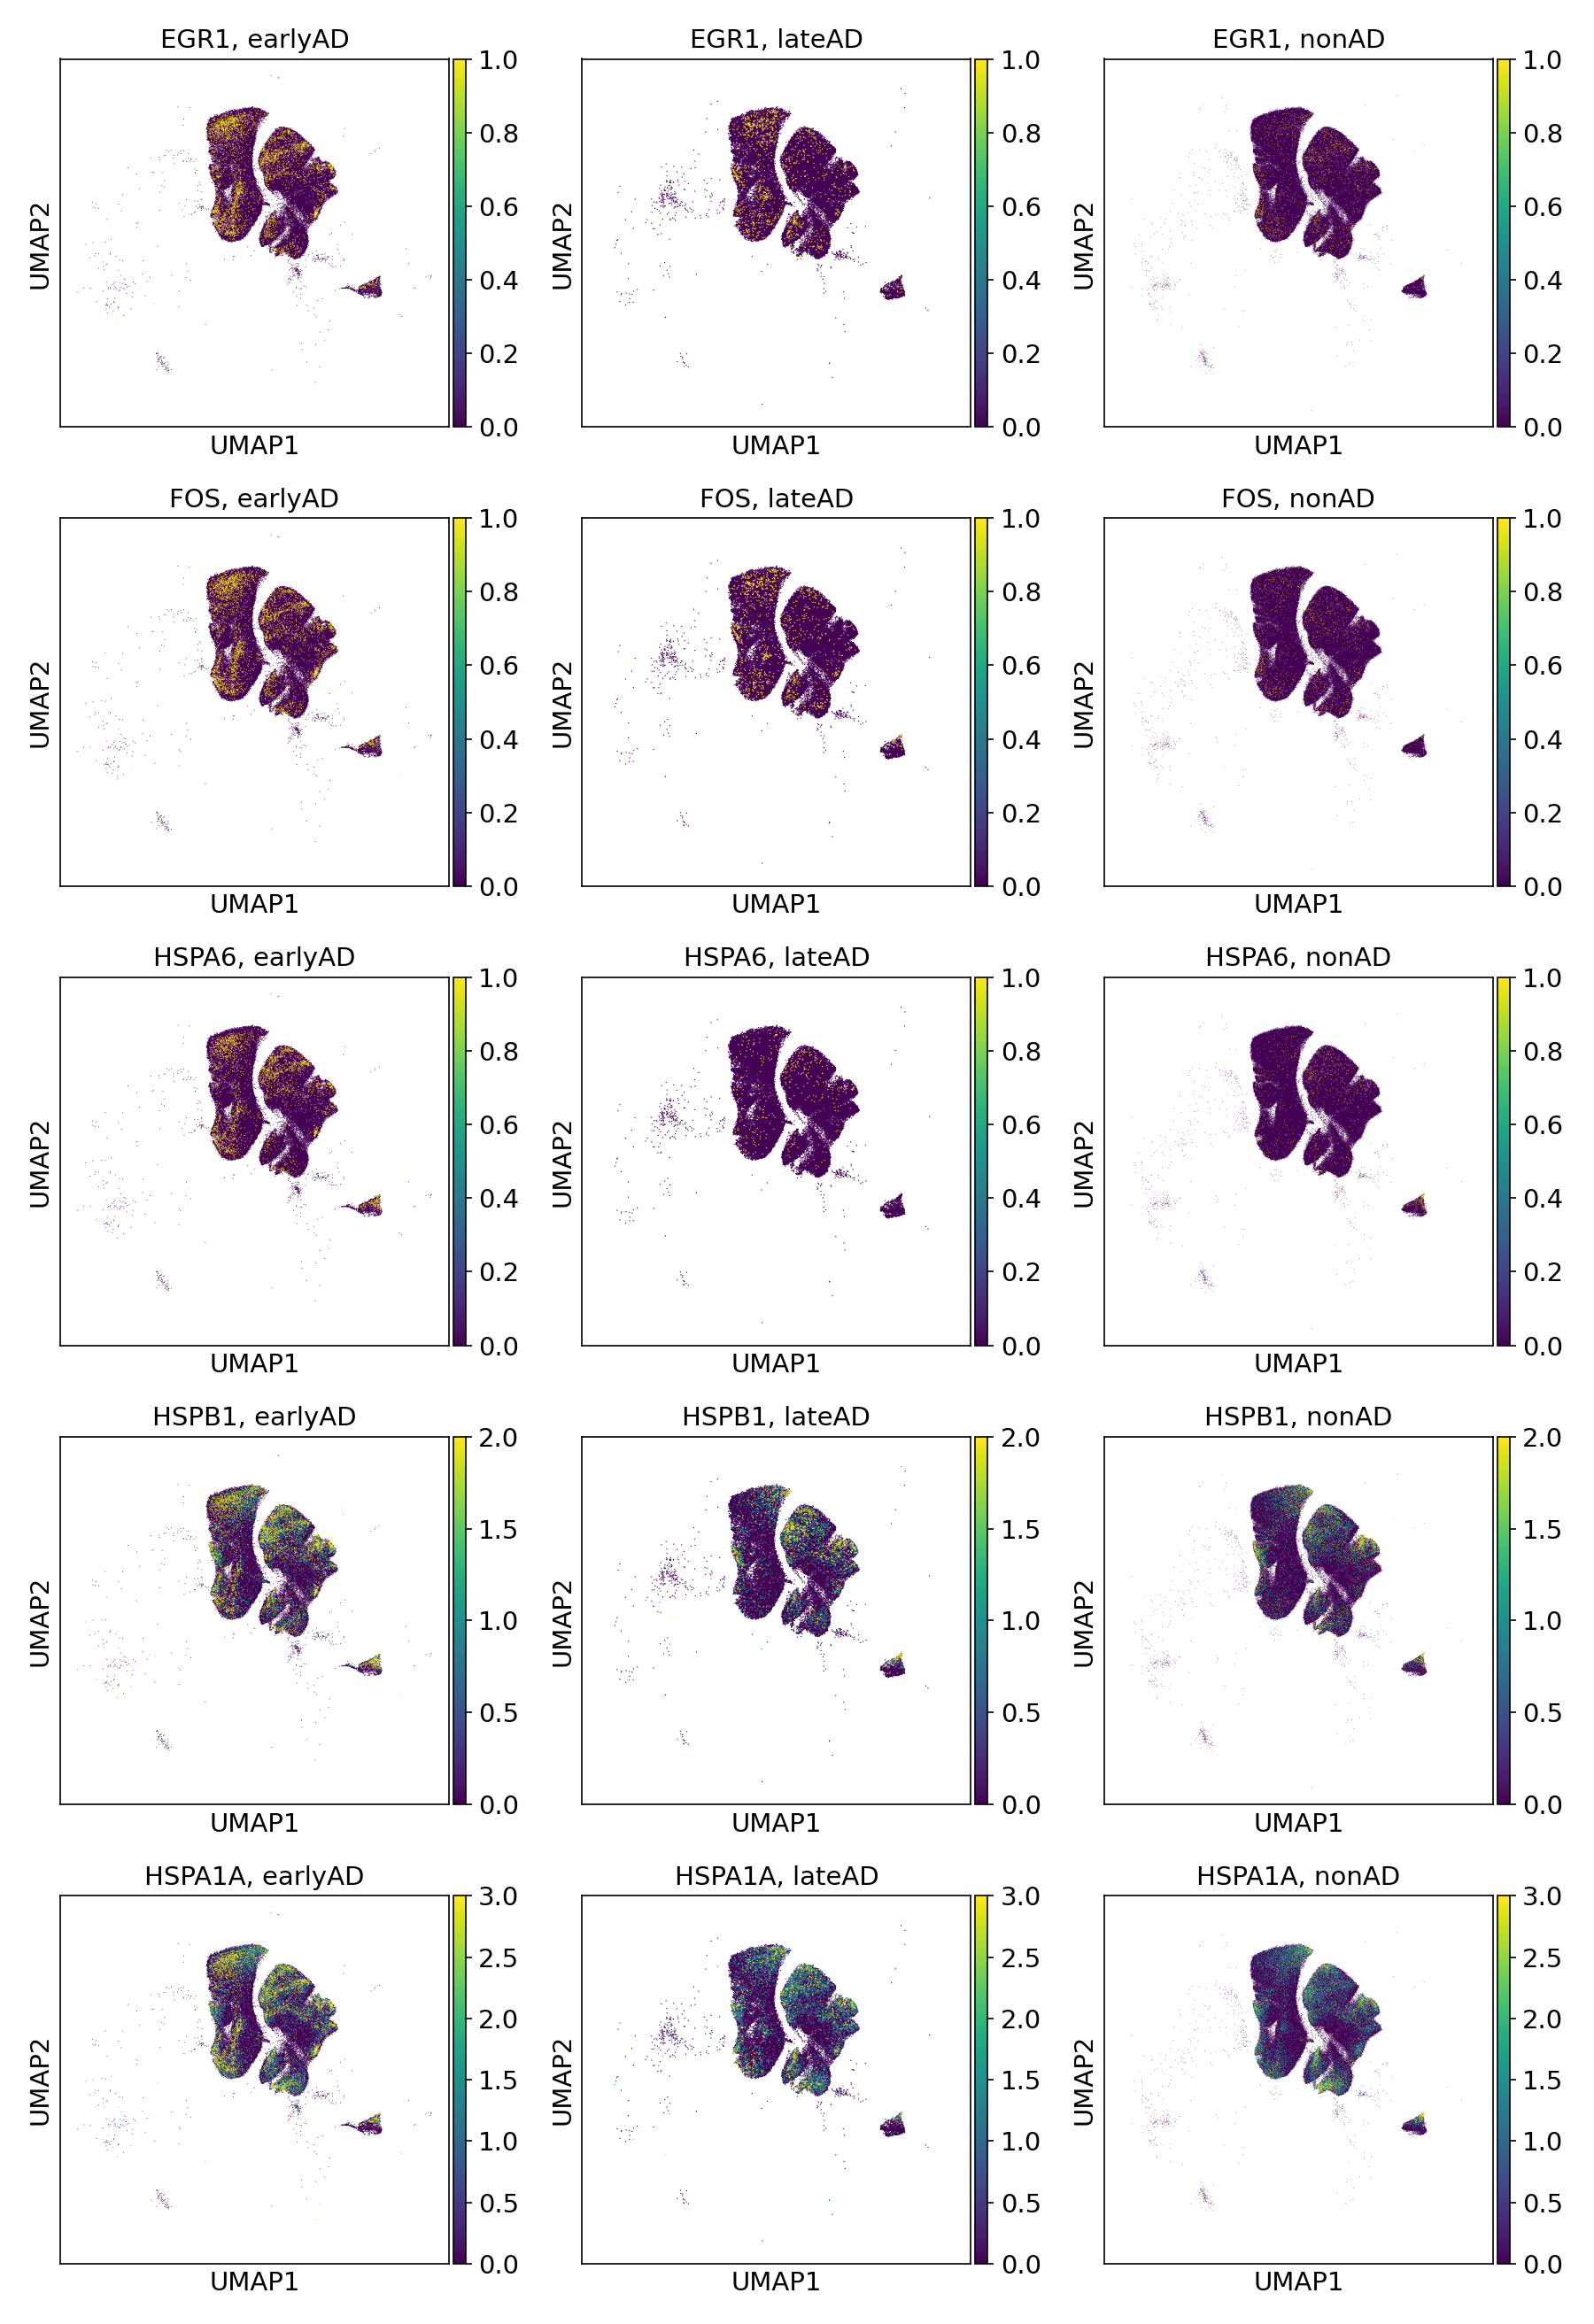 EGR1, earlyAD
EGR1, lateAD
EGR1, nonAD
1.0
0.8
0.6
0.4
0.2
0.0
1.0
0.8
0.6
0.4
0.2
0.0
1.0
0.8
0.6
0.4
0.2
0.0
UMAP2
UMAP2
UMAP2
UMAP1
UMAP1
UMAP1
FOS, earlyAD
FOS, lateAD
FOS, nonAD
1.0
0.8
0.6
0.4
0.2
0.0
1.0
0.8
0.6
0.4
0.2
0.0
1.0
0.8
0.6
0.4
0.2
0.0
UMAP2
UMAP2
UMAP2
UMAP1
UMAP1
UMAP1
HSPA6, earlyAD
HSPA6, lateAD
HSPA6, nonAD
1.0
0.8
0.6
0.4
0.2
0.0
1.0
0.8
0.6
0.4
0.2
0.0
1.0
0.8
0.6
0.4
0.2
0.0
UMAP2
UMAP2
UMAP2
UMAP1
UMAP1
UMAP1
HSPB1, earlyAD
HSPB1, lateAD
HSPB1, nonAD
2.0
1.5
1.0
0.5
0.0
2.0
1.5
1.0
0.5
0.0
2.0
1.5
1.0
0.5
0.0
UMAP2
UMAP2
UMAP2
UMAP1
UMAP1
UMAP1
HSPA1A, earlyAD
HSPA1A, lateAD
HSPA1A, nonAD
3.0
2.5
2.0
1.5
1.0
0.5
0.0
3.0
2.5
2.0
1.5
1.0
0.5
0.0
3.0
2.5
2.0
1.5
1.0
0.5
0.0
UMAP2
UMAP2
UMAP2
UMAP1
UMAP1
UMAP1